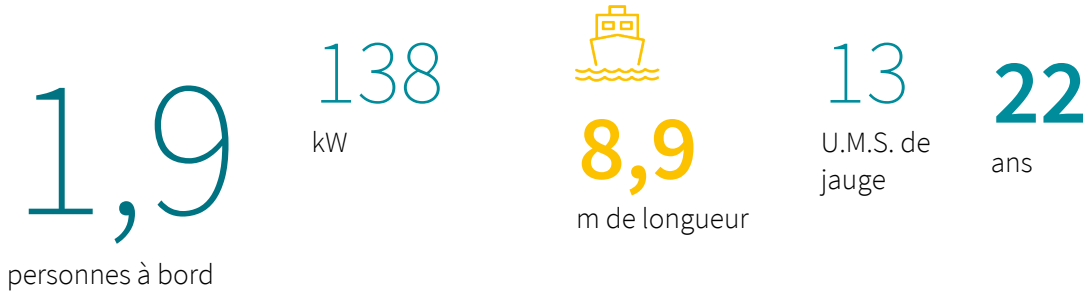 1,9
personnes à bord
138
kW
8,9
m de longueur
13
U.M.S. de
jauge
22
ans